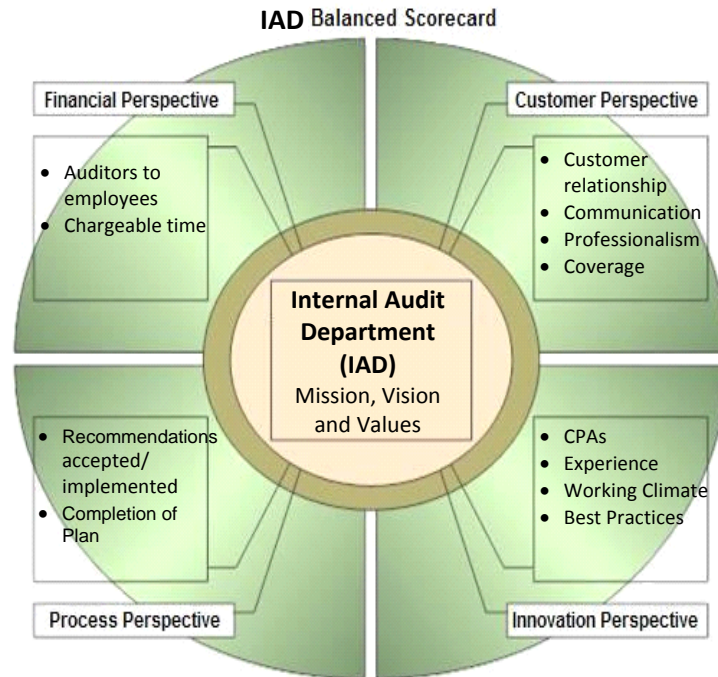 IAD Balanced Scorecard
Financial Perspective
• Auditors to
employees
• Chargeable time
Customer Perspective
• Customer
relationship
• Communication
• Professionalism
• Coverage
Internal Audit
Department
(IAD)
Mission, Vision
and Values
• Recommendations
accepted/
implemented
• Completion of
Plan
Process Perspective
• CPAs
• Experience
• Working Climate
• Best Practices
Innovation Perspective